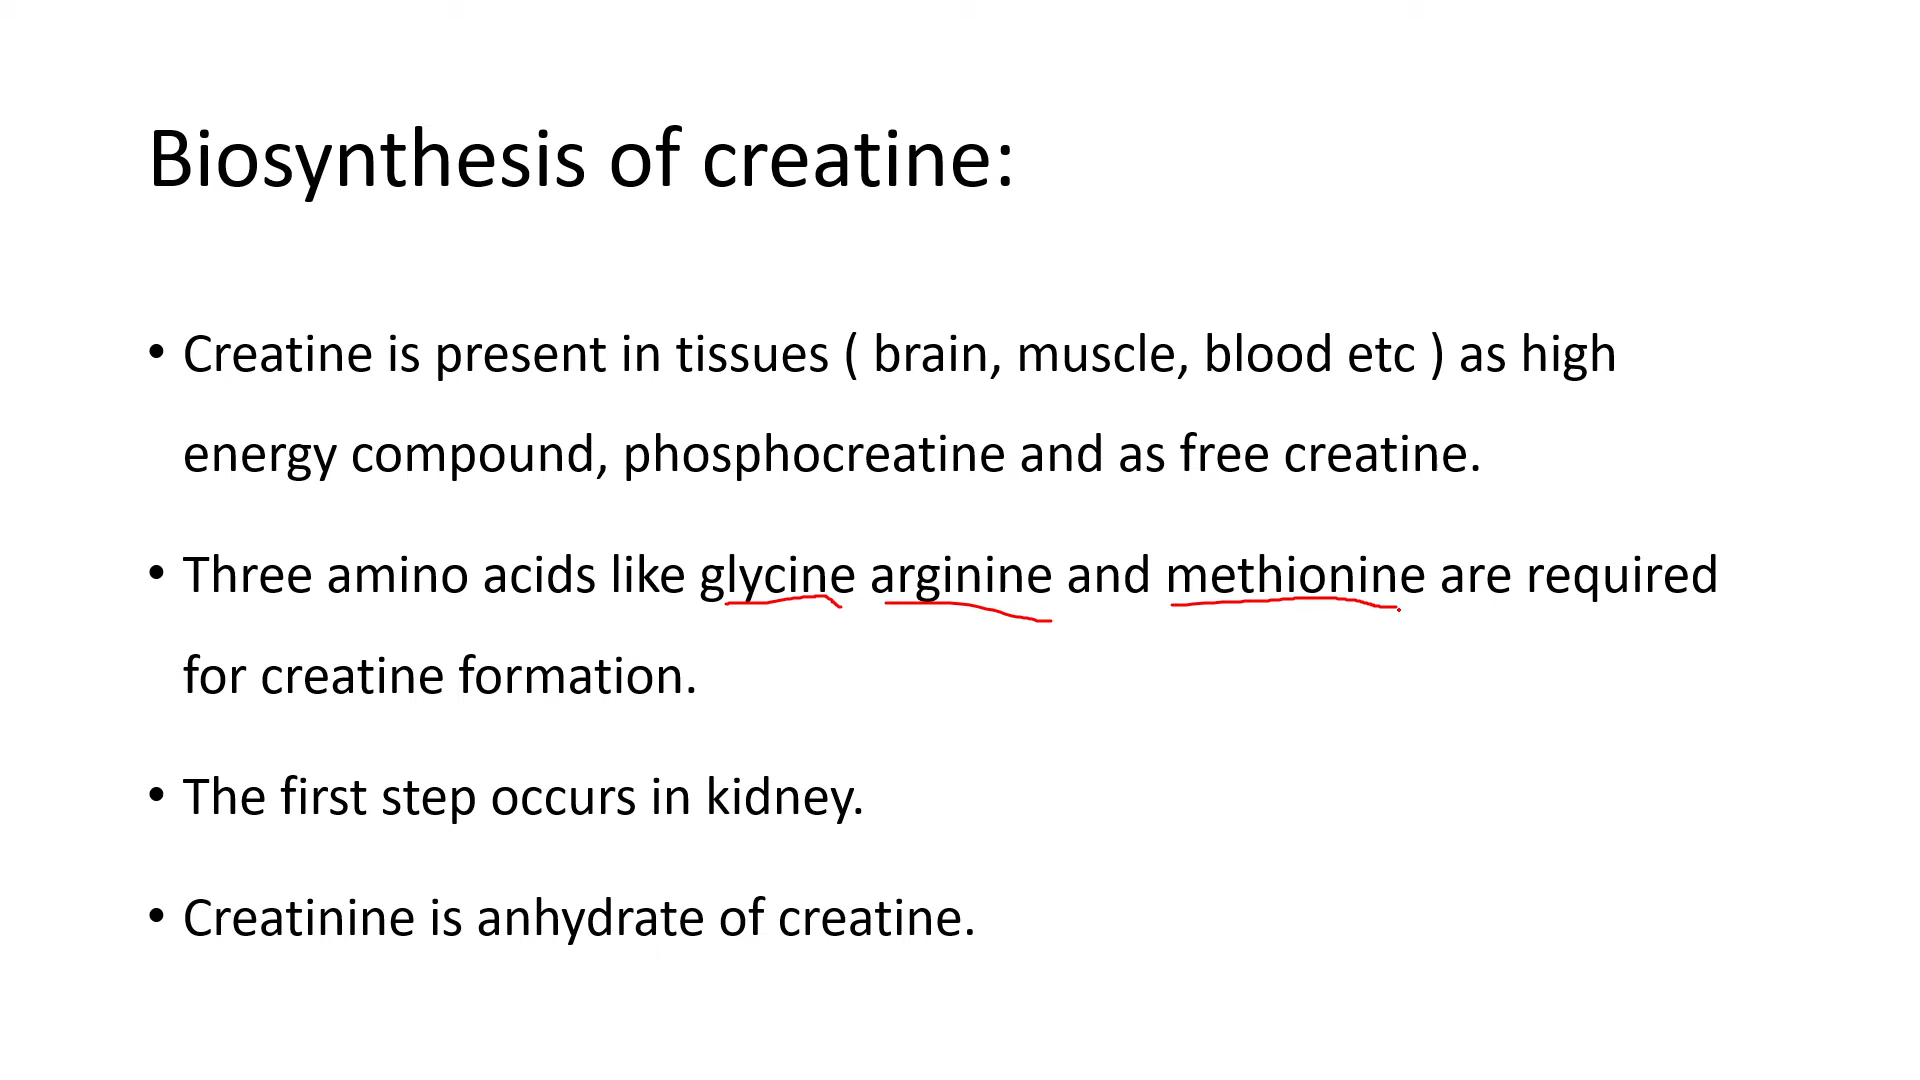 Biosynthesis of creatine:
• Creatine is present in tissues ( brain, muscle, blood etc ) as high
energy compound, phosphocreatine and as free creatine.
• Three amino acids like glycine arginine and methionine are required
for creatine formation.
• The first step occurs in kidney.
• Creatinine is anhydrate of creatine.